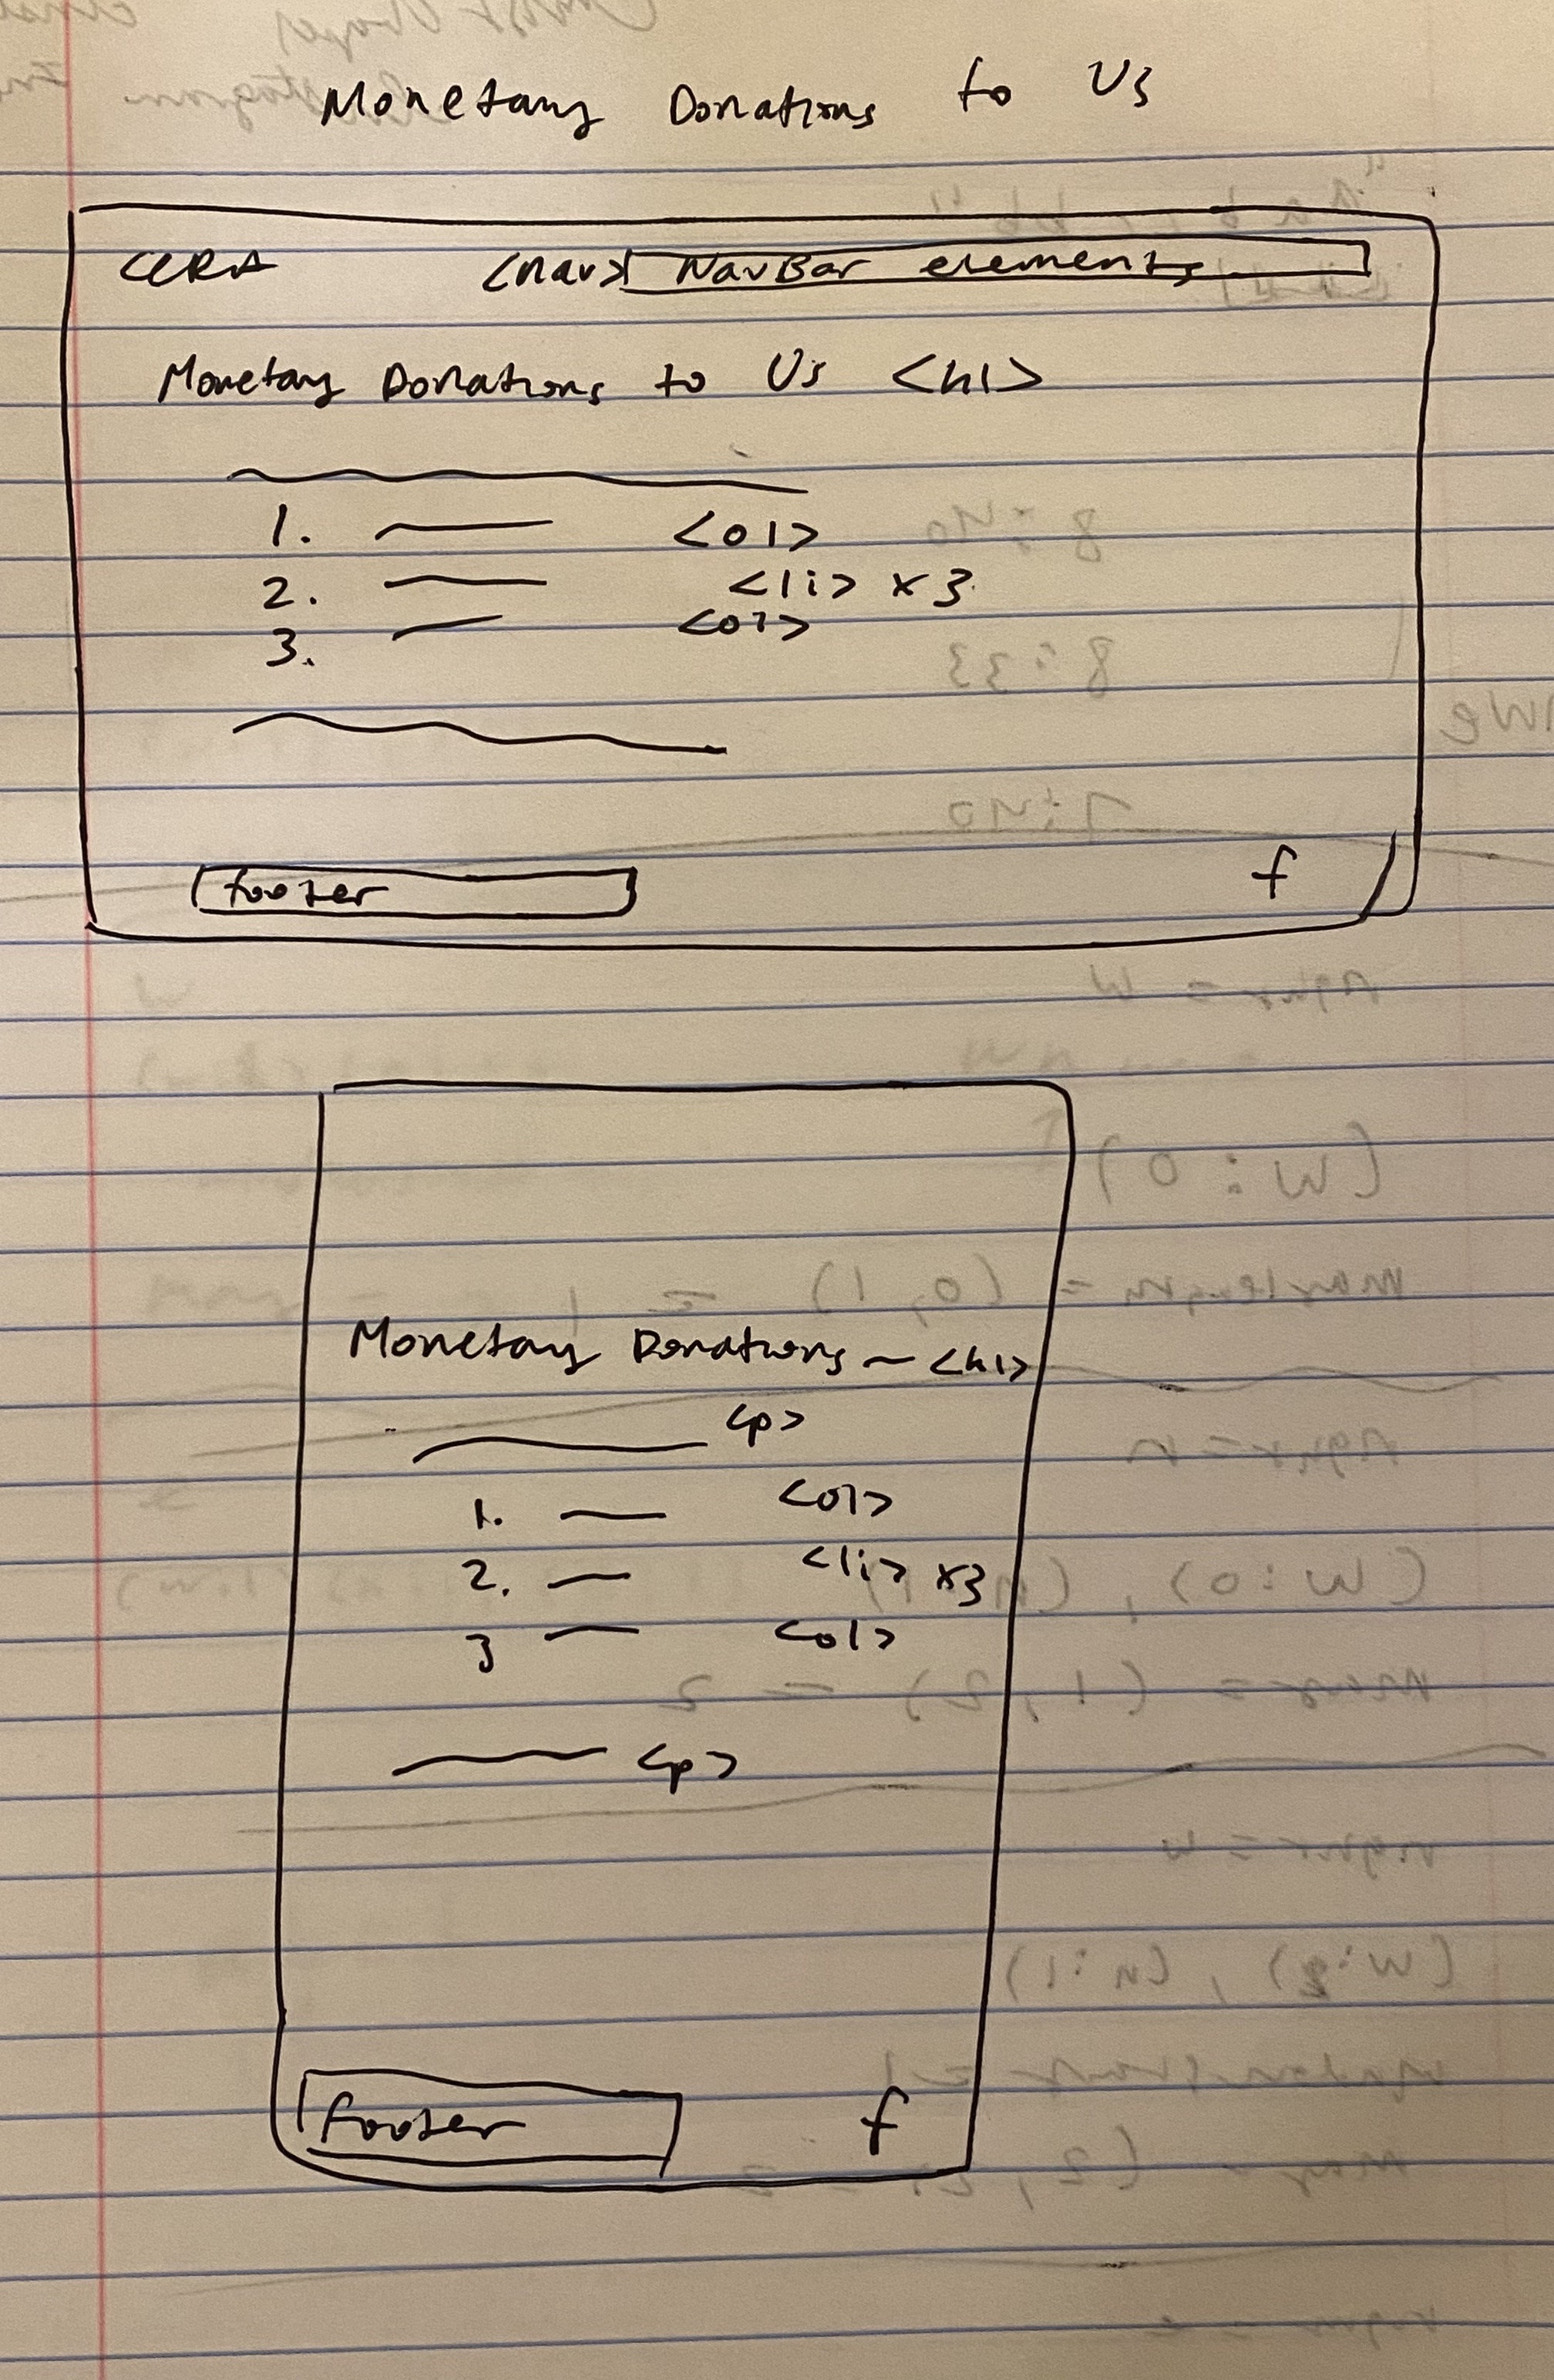 Monetary Donations to Us
<nav> NavBar elements
Monetary Donations to Us <h1>
1. <ol>
2. <li> x3
3. <ol>
footer f
Monetary Donations - <h1>
<p>
1. <ol>
2. <li> x3
3 <ol>
<p>
footer f